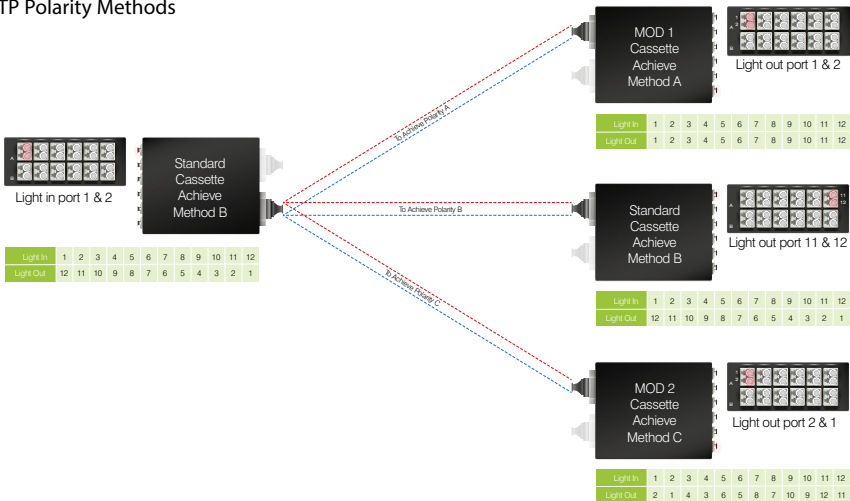 TP Polarity Methods
A
B
Light in port 1 & 2
Standard
Cassette
Achieve
Method B
Light In 1 2 3 4 5 6 7 8 9 10 11 12
Light Out 12 11 10 9 8 7 6 5 4 3 2 1
To Achieve Polarity A
To Achieve Polarity B
To Achieve Polarity C
MOD 1
Cassette
Achieve
Method A
1
2
A
B
Light out port 1 & 2
Light In 1 2 3 4 5 6 7 8 9 10 11 12
Light Out 1 2 3 4 5 6 7 8 9 10 11 12
Standard
Cassette
Achieve
Method B
A
B
11
12
Light out port 11 & 12
Light In 1 2 3 4 5 6 7 8 9 10 11 12
Light Out 12 11 10 9 8 7 6 5 4 3 2 1
MOD 2
Cassette
Achieve
Method C
1
2
A
B
Light out port 2 & 1
Light In 1 2 3 4 5 6 7 8 9 10 11 12
Light Out 2 1 4 3 6 5 8 7 10 9 12 11